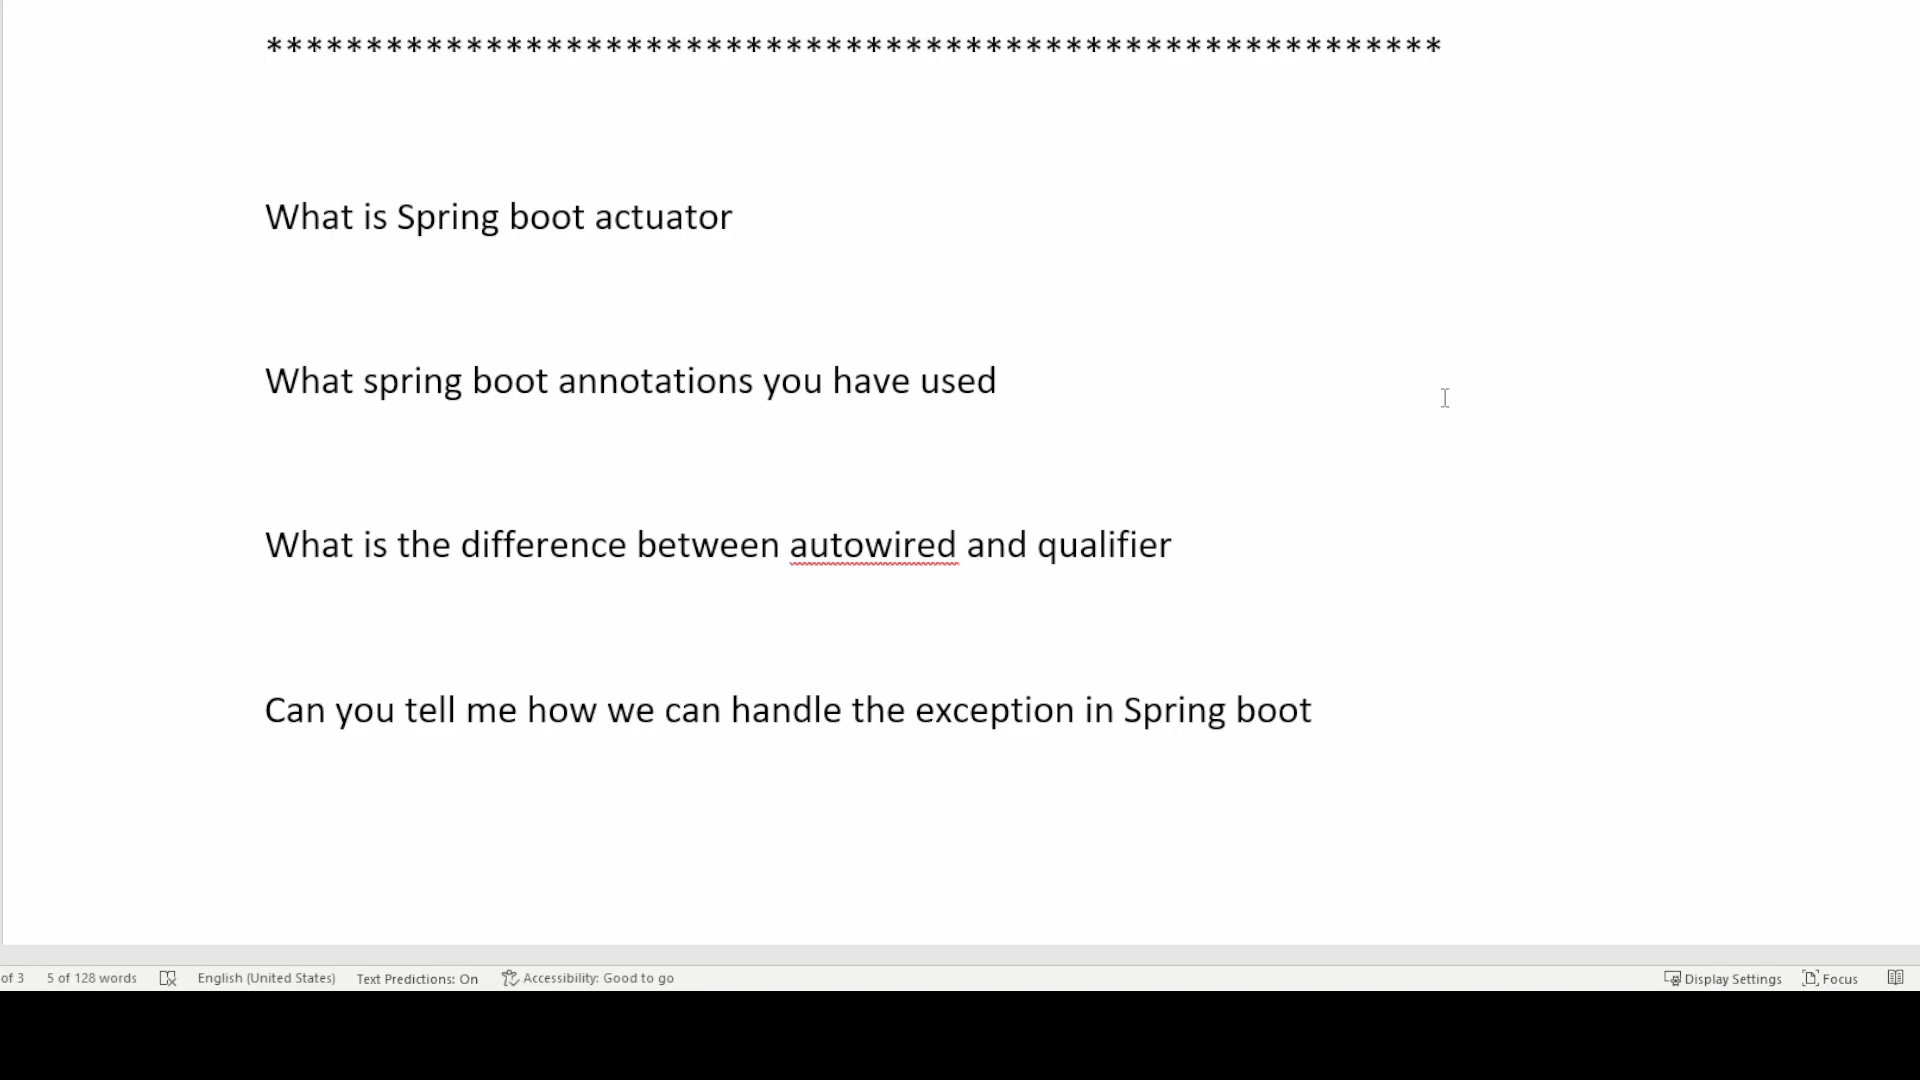 ***********************************************************
What is Spring boot actuator
What spring boot annotations you have used
What is the difference between autowired and qualifier
Can you tell me how we can handle the exception in Spring boot
of 3 5 of 128 words English (United States) Text Predictions: On Accessibility: Good to go Display Settings Focus